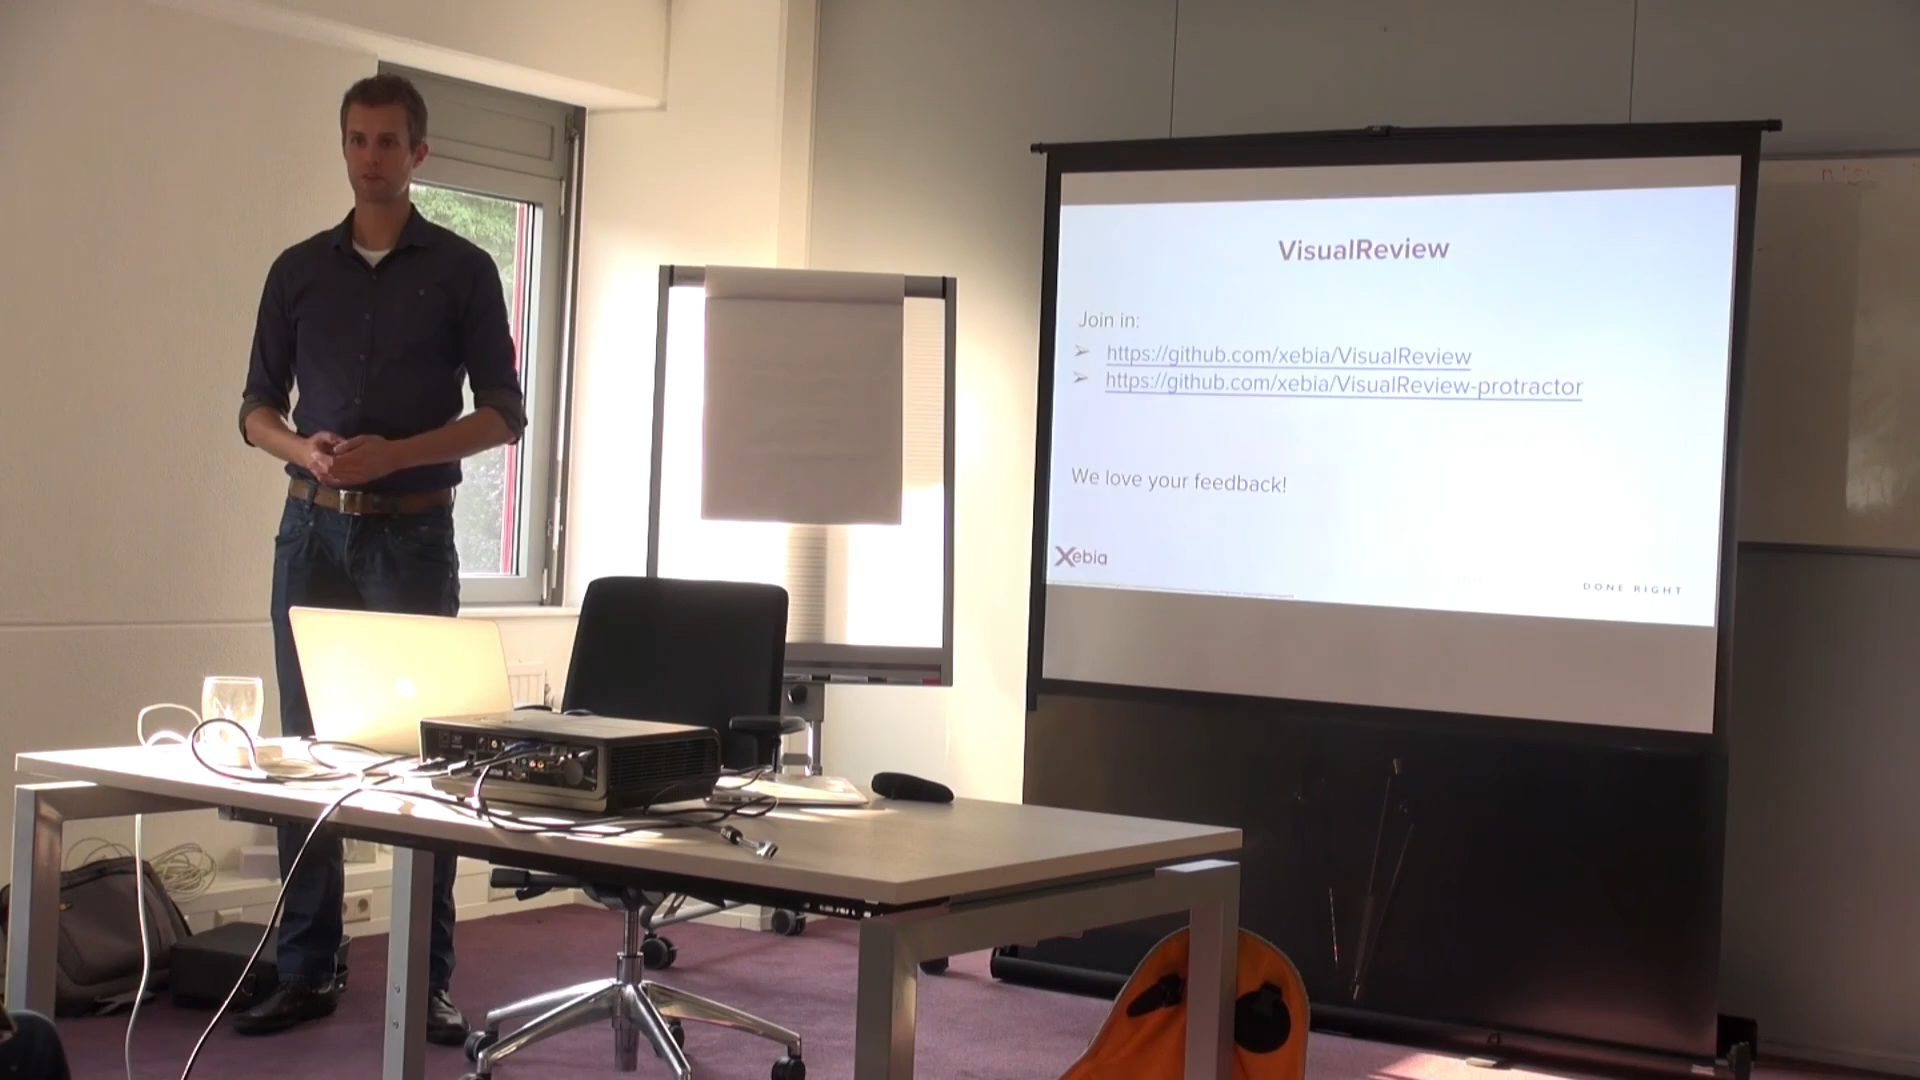 VisualReview
Join in:
➢ https://github.com/xebia/VisualReview
➢ https://github.com/xebia/VisualReview-protractor
We love your feedback!
Xebia
DONE RIGHT